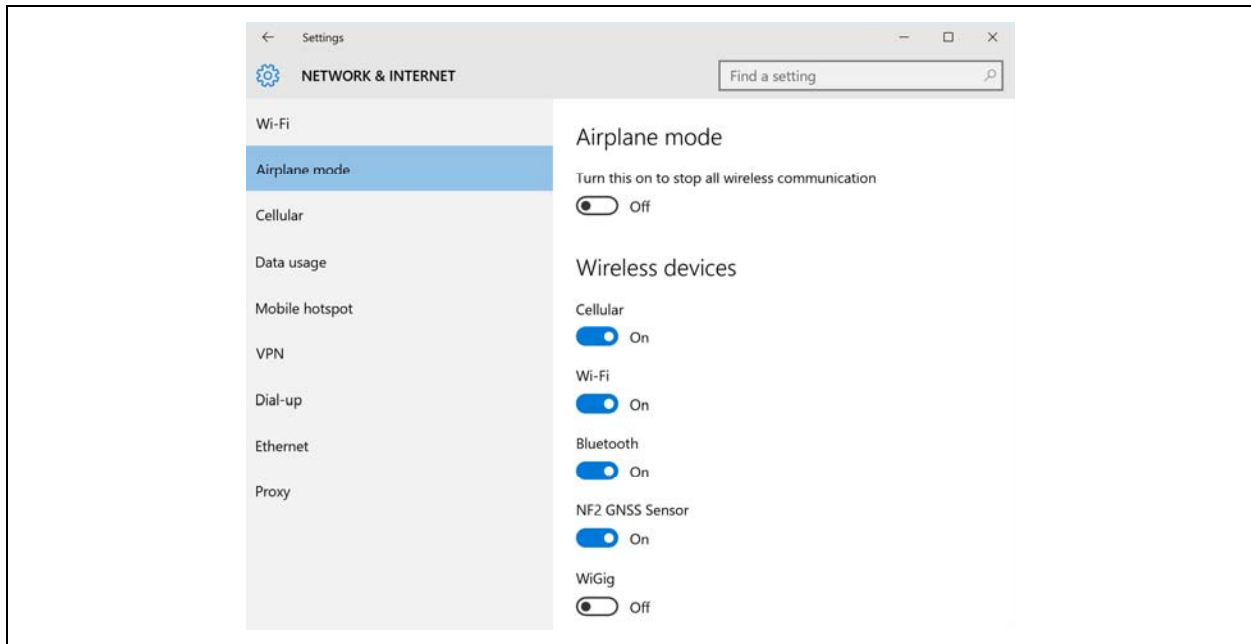 Settings
NETWORK & INTERNET
Find a setting
Wi-Fi
Airplane mode
Cellular
Data usage
Mobile hotspot
VPN
Dial-up
Ethernet
Proxy
Airplane mode
Turn this on to stop all wireless communication
Off
Wireless devices
Cellular
On
Wi-Fi
On
Bluetooth
On
NF2 GNSS Sensor
On
WiGig
Off